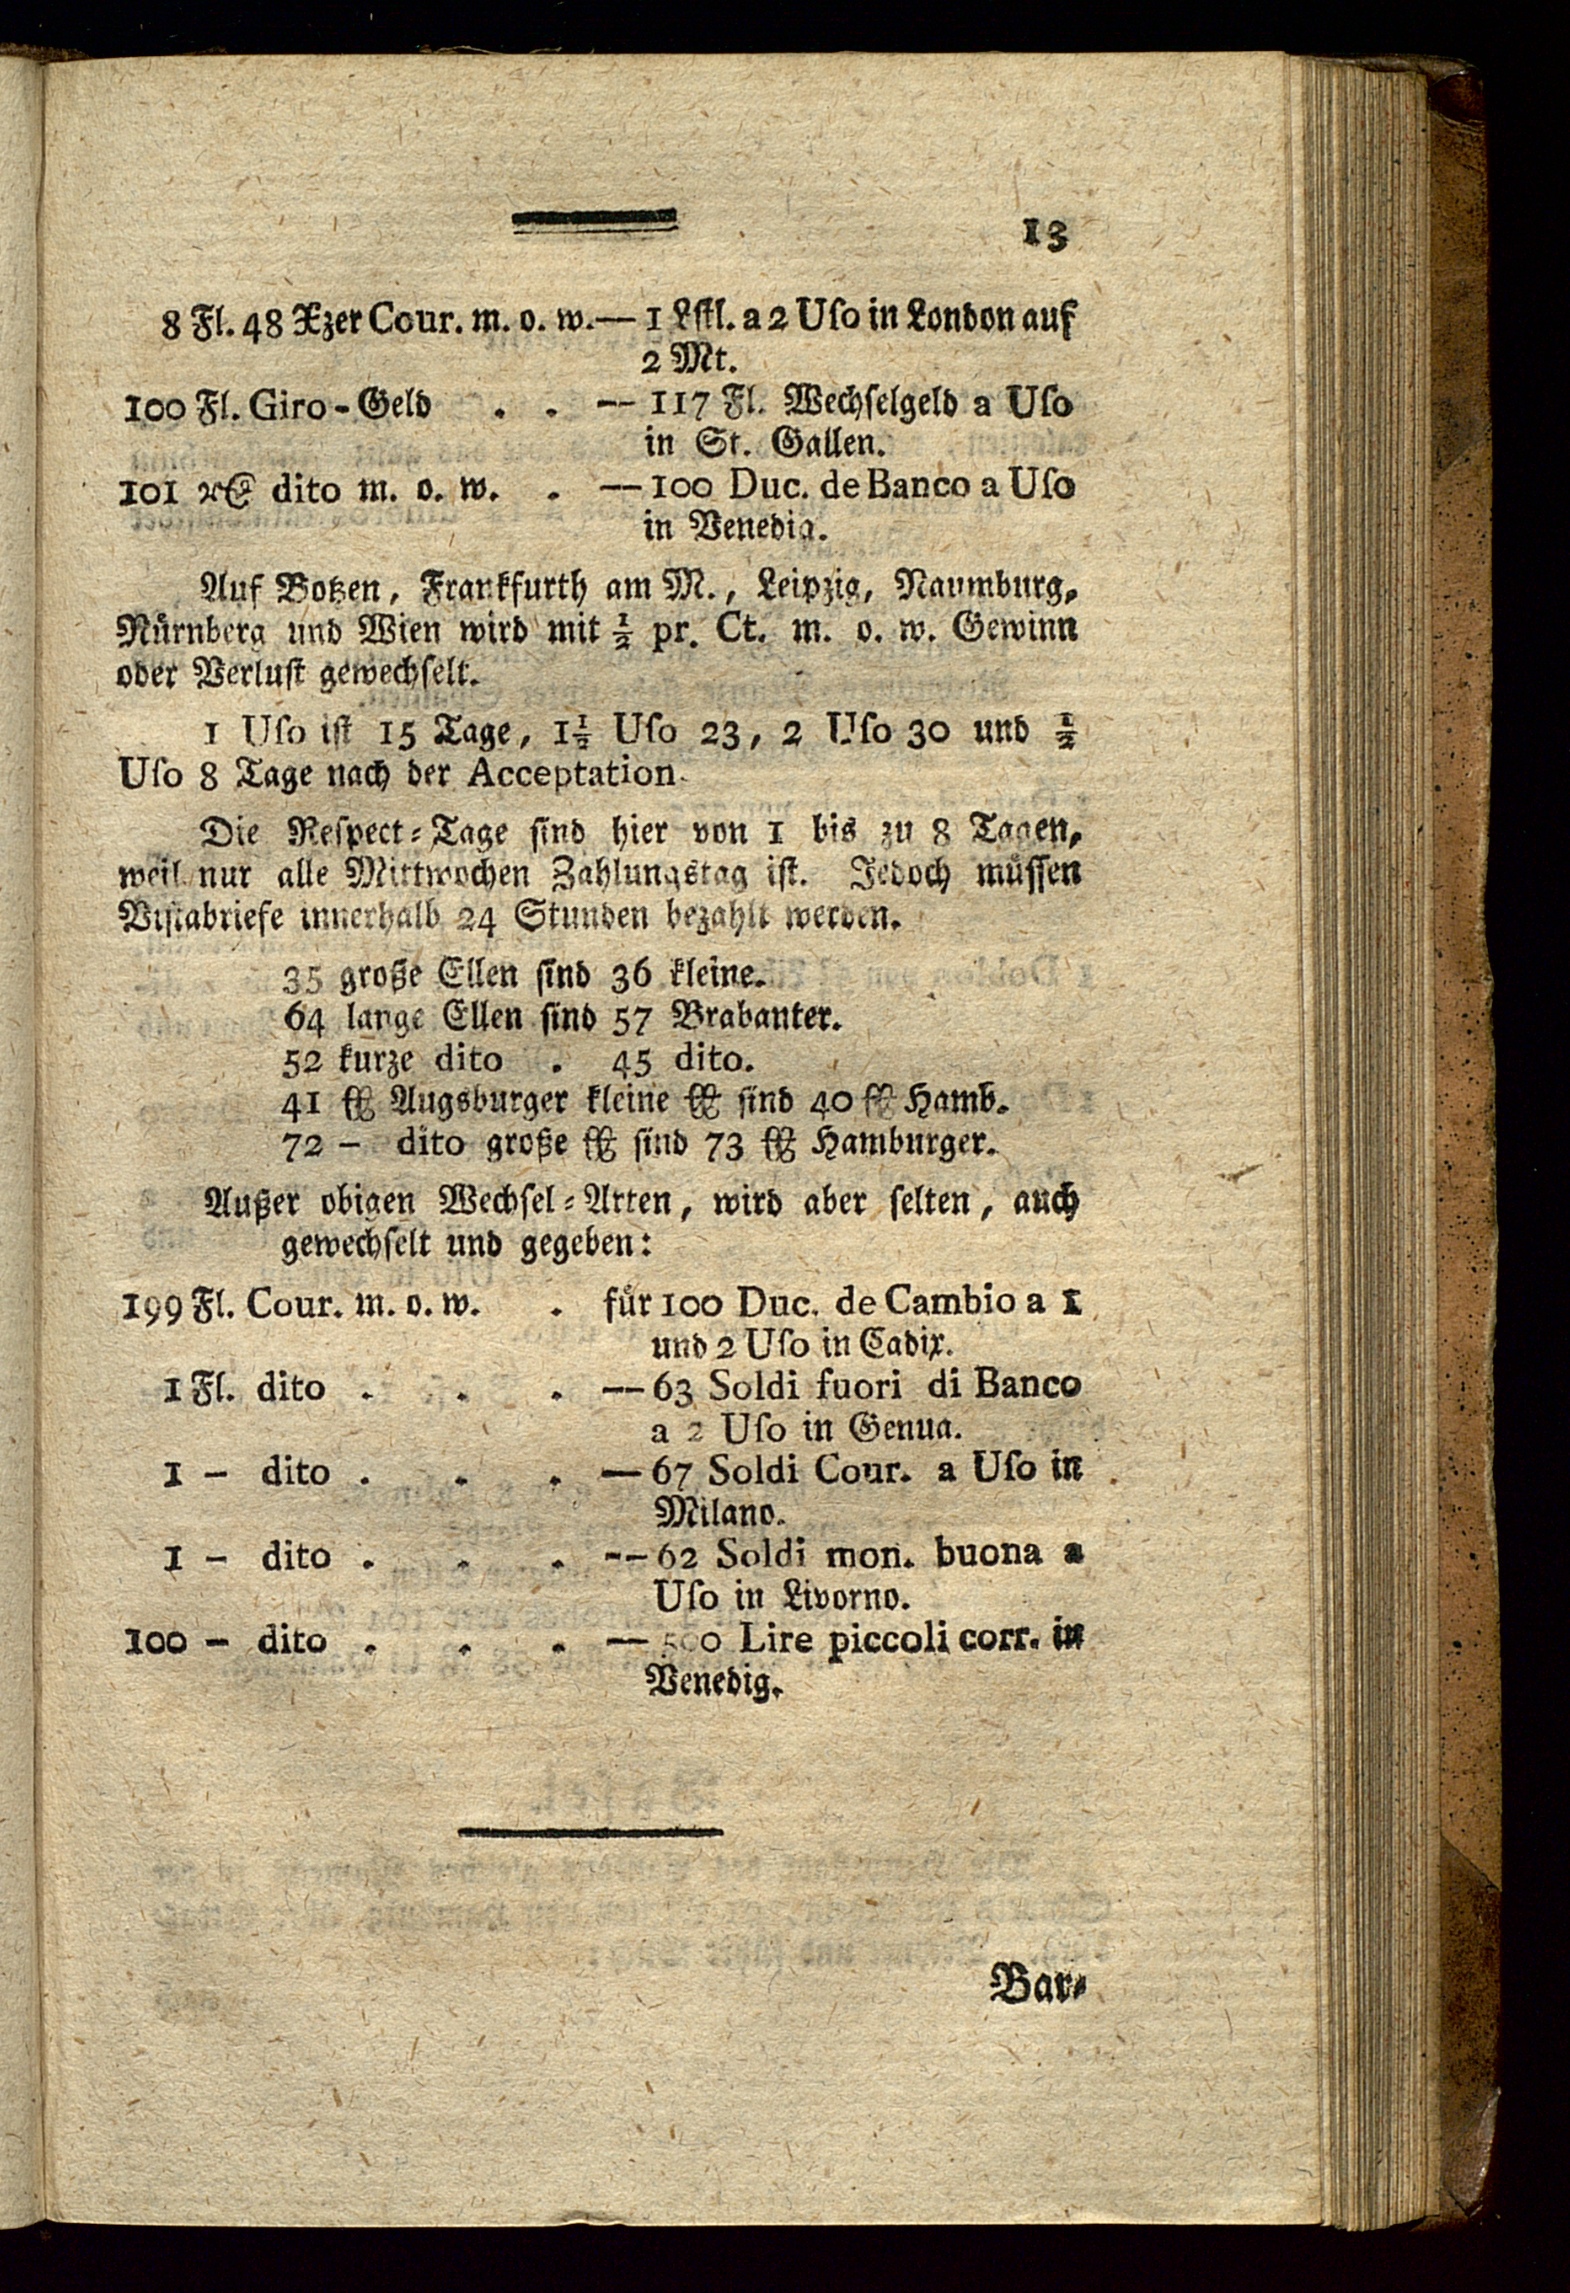 13
8 Fl. 48 Xzer Cour. m. o. w. — 1 Lstl. a 2 Uſo in London auf
2 Mt.
100 Fl. Giro-Geld . . — 117 Fl. Wechſelgeld a Uſo
in St. Gallen.
101 dito m. o. w. . — 100 Duc. de Banco a Uſo
in Venedig.
Auf Botzen, Frankfurth am M., Leipzig, Naumburg,
Nürnberg und Wien wird mit ½ pr. Ct. m. o. w. Gewinn
oder Verluſt gewechſelt.
1 Uſo iſt 15 Tage, 1½ Uſo 23, 2 Uſo 30 und ½
Uſo 8 Tage nach der Acceptation.
Die Reſpect-Tage ſind hier von 1 bis zu 8 Tagen,
weil nur alle Mittwochen Zahlungstag iſt. Jedoch müſſen
Viſtabriefe innerhalb 24 Stunden bezahlt werden.
35 große Ellen ſind 36 kleine.
64 lange Ellen ſind 57 Brabanter.
52 kurze dito . 45 dito.
41 ℔ Augsburger kleine ℔ ſind 40 ℔ Hamb.
72 – dito große ℔ ſind 73 ℔ Hamburger.
Außer obigen Wechſel-Arten, wird aber ſelten, auch
gewechſelt und gegeben:
199 Fl. Cour. m. o. w. . für 100 Duc. de Cambio a 1
und 2 Uſo in Cadix.
1 Fl. dito . . . — 63 Soldi fuori di Banco
a 2 Uſo in Genua.
1 – dito . . . — 67 Soldi Cour. a Uſo in
Milano.
1 – dito . . . — 62 Soldi mon. buona a
Uſo in Livorno.
100 – dito . . . — 500 Lire piccoli corr. in
Venedig.
Bar-